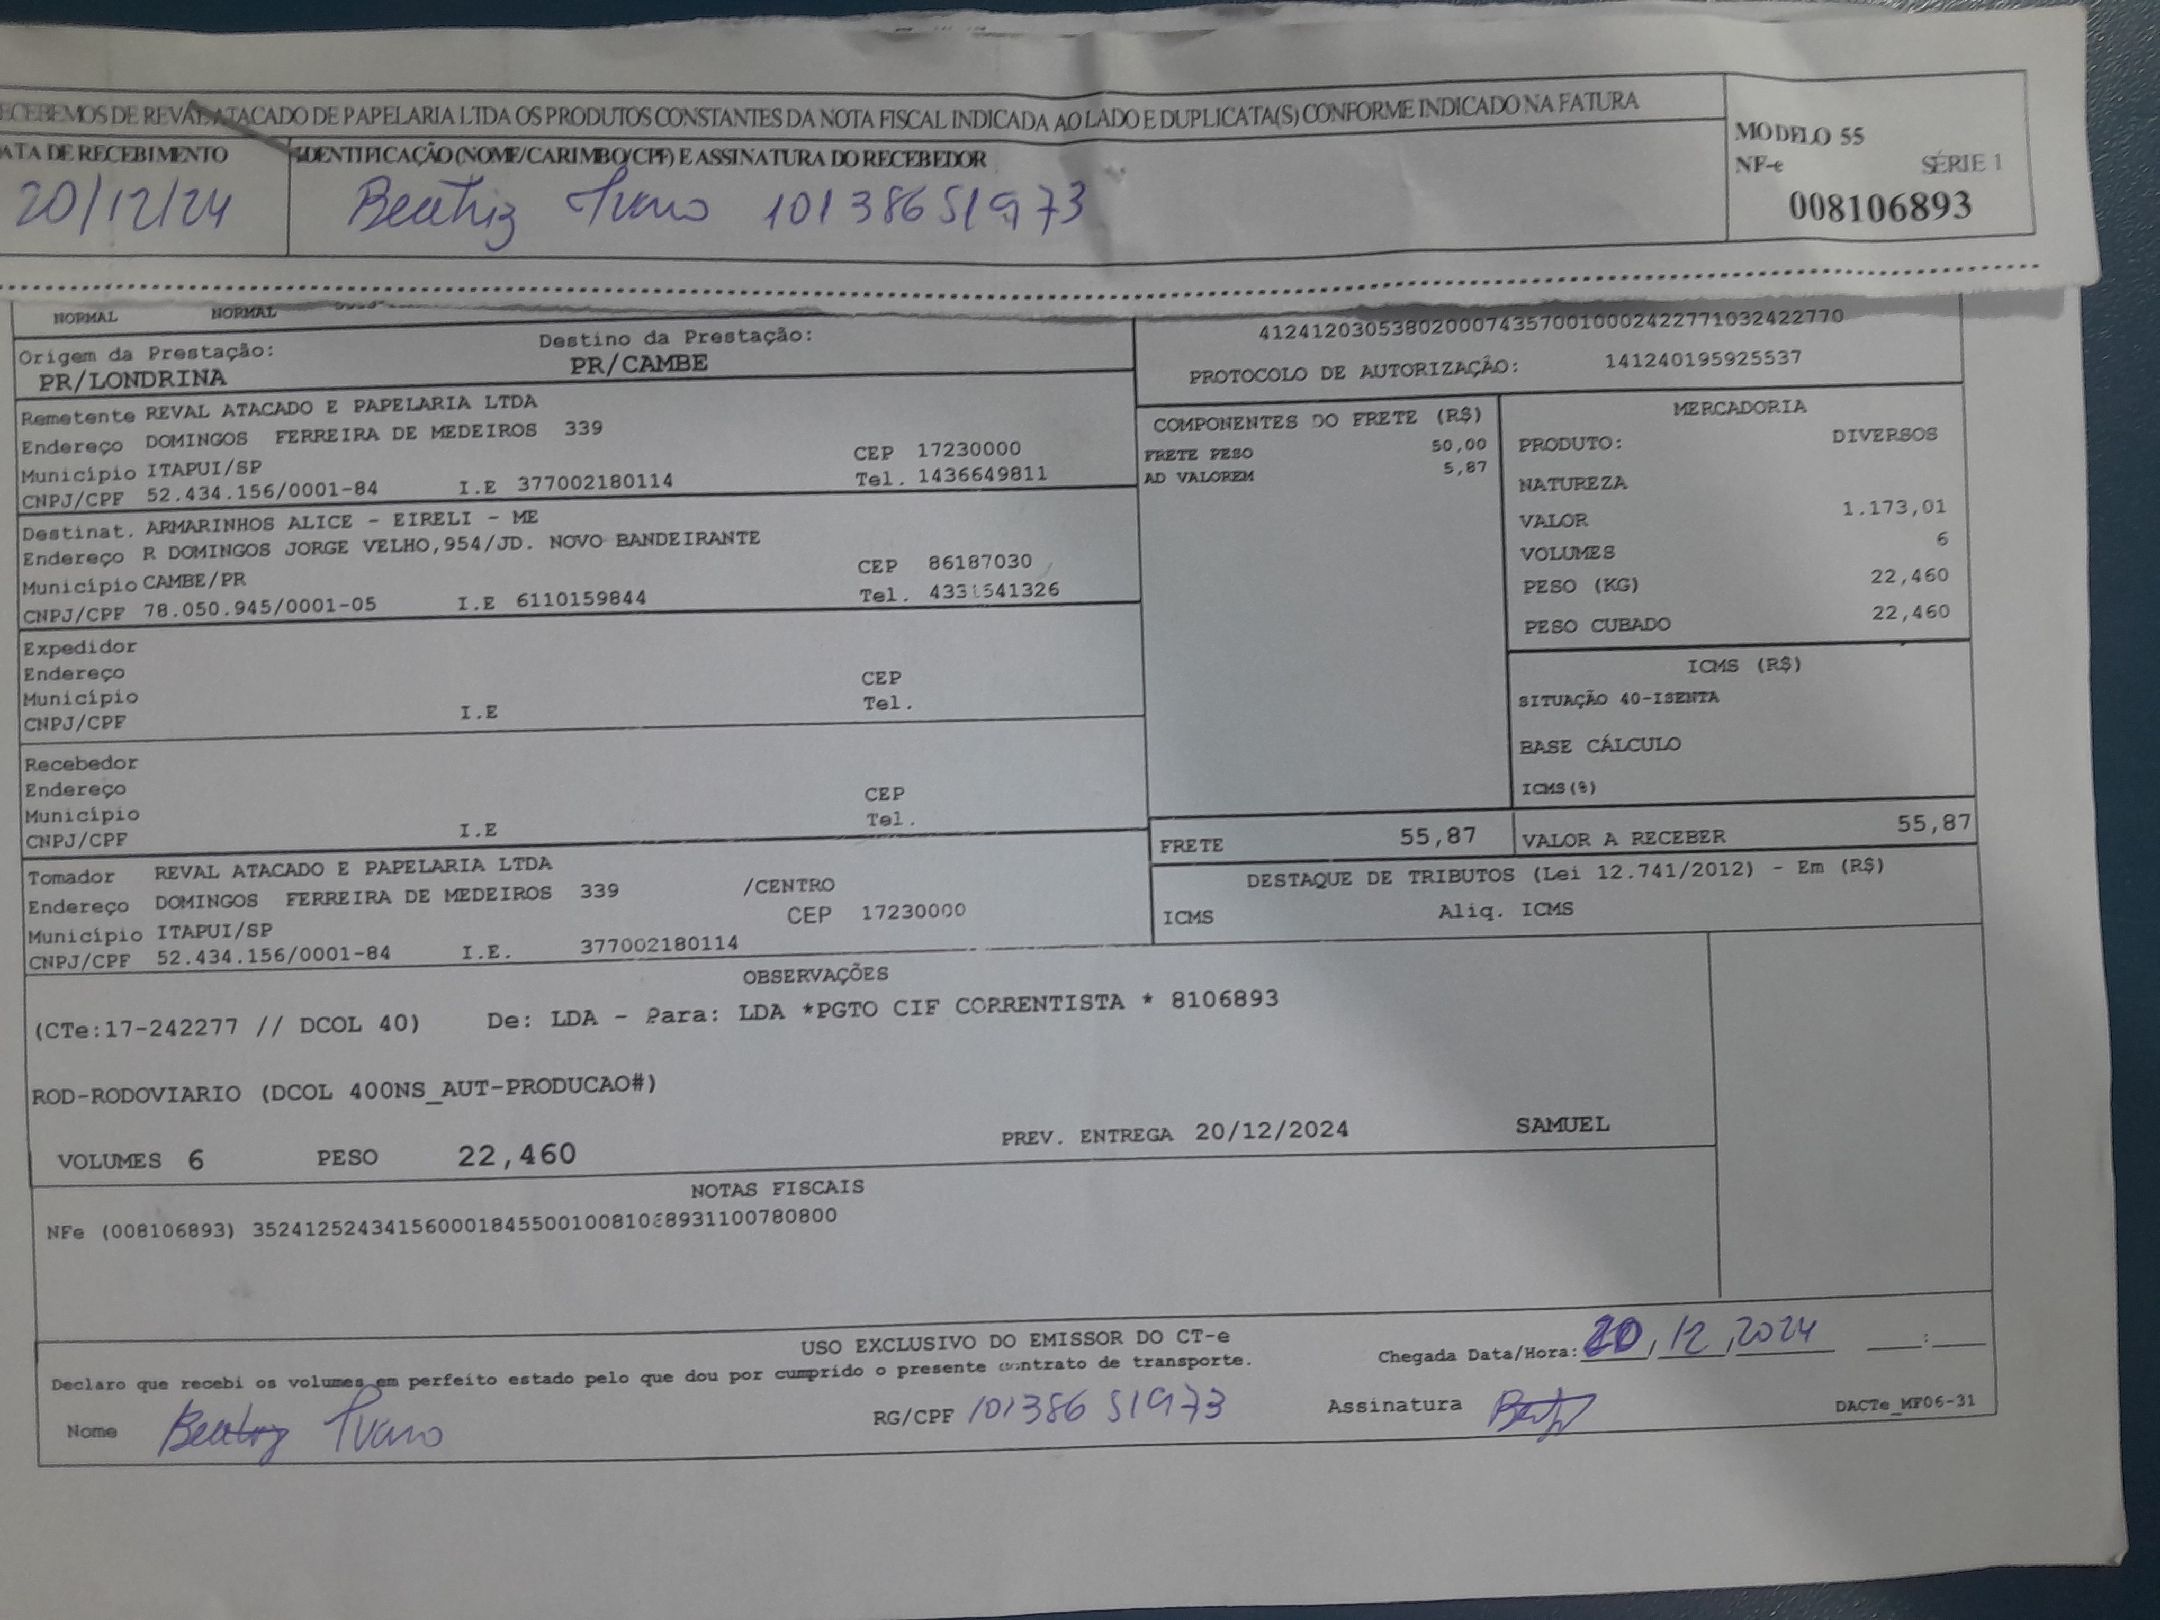 ECEBEMOS DE REVAL ATACADO DE PAPELARIA LTDA OS PRODUTOS CONSTANTES DA NOTA FISCAL INDICADA AO LADO E DUPLICATA(S) CONFORME INDICADO NA FATURA
ATA DE RECEBIMENTO IDENTIFICAÇÃO (NOME/CARIMBO/CPF) E ASSINATURA DO RECEBEDOR
MODELO 55
NF-e SÉRIE 1
008106893
20/12/24 Beatriz 10138651973
NORMAL NORMAL
41241203053802000743570010002422771032422770
Origem da Prestação: Destino da Prestação:
PR/LONDRINA PR/CAMBE
PROTOCOLO DE AUTORIZAÇÃO: 141240195925537
Remetente REVAL ATACADO E PAPELARIA LTDA
Endereço DOMINGOS FERREIRA DE MEDEIROS 339
Município ITAPUI/SP CEP 17230000
CNPJ/CPF 52.434.156/0001-84 I.E 377002180114 Tel. 1436649811
Destinat. ARMARINHOS ALICE - EIRELI - ME
Endereço R DOMINGOS JORGE VELHO,954/JD. NOVO BANDEIRANTE
Município CAMBE/PR CEP 86187030
CNPJ/CPF 78.050.945/0001-05 I.E 6110159844 Tel.
Expedidor
Endereço
Município CEP
CNPJ/CPF I.E Tel.
Recebedor
Endereço
Município CEP
CNPJ/CPF I.E Tel.
Tomador REVAL ATACADO E PAPELARIA LTDA
Endereço DOMINGOS FERREIRA DE MEDEIROS 339 /CENTRO
Município ITAPUI/SP CEP 17230000
CNPJ/CPF 52.434.156/0001-84 I.E. 377002180114
COMPONENTES DO FRETE (R$)
FRETE PESO 50,00
AD VALOREM 5,87
MERCADORIA
PRODUTO: DIVERSOS
NATUREZA
VALOR 1.173,01
VOLUMES 6
PESO (KG) 22,460
PESO CUBADO 22,460
ICMS (R$)
SITUAÇÃO 40-ISENTA
BASE CÁLCULO
ICMS(%)
FRETE 55,87 VALOR A RECEBER 55,87
DESTAQUE DE TRIBUTOS (Lei 12.741/2012) - Em (R$)
ICMS Aliq. ICMS
OBSERVAÇÕES
(CTe:17-242277 // DCOL 40) De: LDA - Para: LDA *PGTO CIF CORRENTISTA * 8106893
ROD-RODOVIARIO (DCOL 400NS_AUT-PRODUCAO#)
VOLUMES 6 PESO 22,460 PREV. ENTREGA 20/12/2024 SAMUEL
NOTAS FISCAIS
NFe (008106893) 35241252434156000184550010081068931100780800
USO EXCLUSIVO DO EMISSOR DO CT-e
Declaro que recebi os volumes em perfeito estado pelo que dou por cumprido o presente contrato de transporte.
Chegada Data/Hora: 20,12,2024 :
Nome Beatriz RG/CPF 10138651973 Assinatura
DACTe_MF06-31